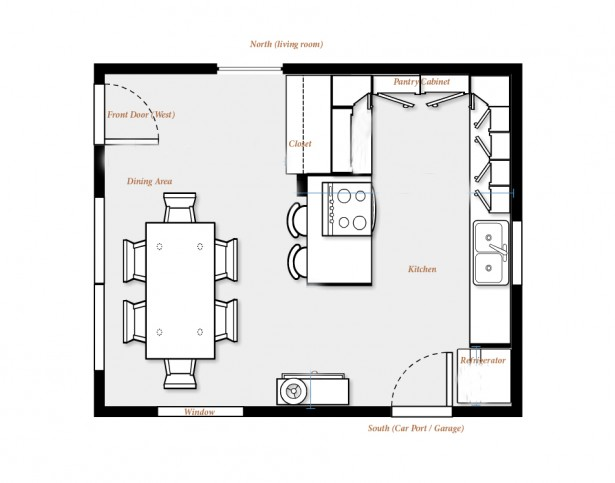 North (living room)
Pantry Cabinet
Front Door (West)
Closet
Dining Area
Kitchen
Refrigerator
Window
South (Car Port / Garage)